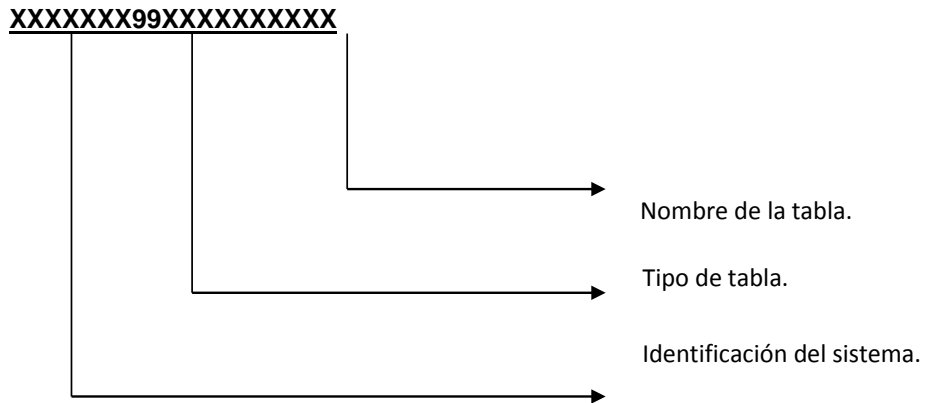 XXXXXXX99XXXXXXXXXX
Nombre de la tabla.
Tipo de tabla.
Identificación del sistema.